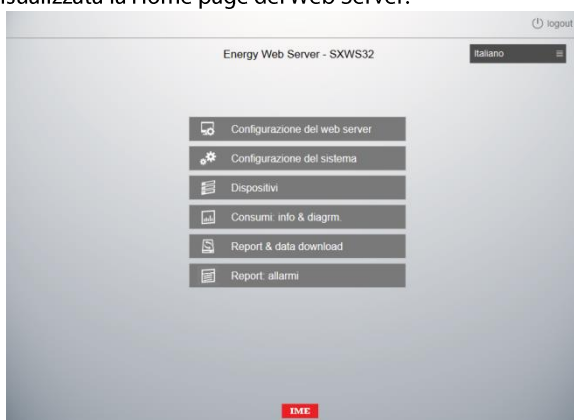 isualizzata la Home page del Web Server.
logout
Energy Web Server - SXWS32
Italiano
Configurazione del web server
Configurazione del sistema
Dispositivi
Consumi: info & diagrm.
Report & data download
Report: allarmi
IME